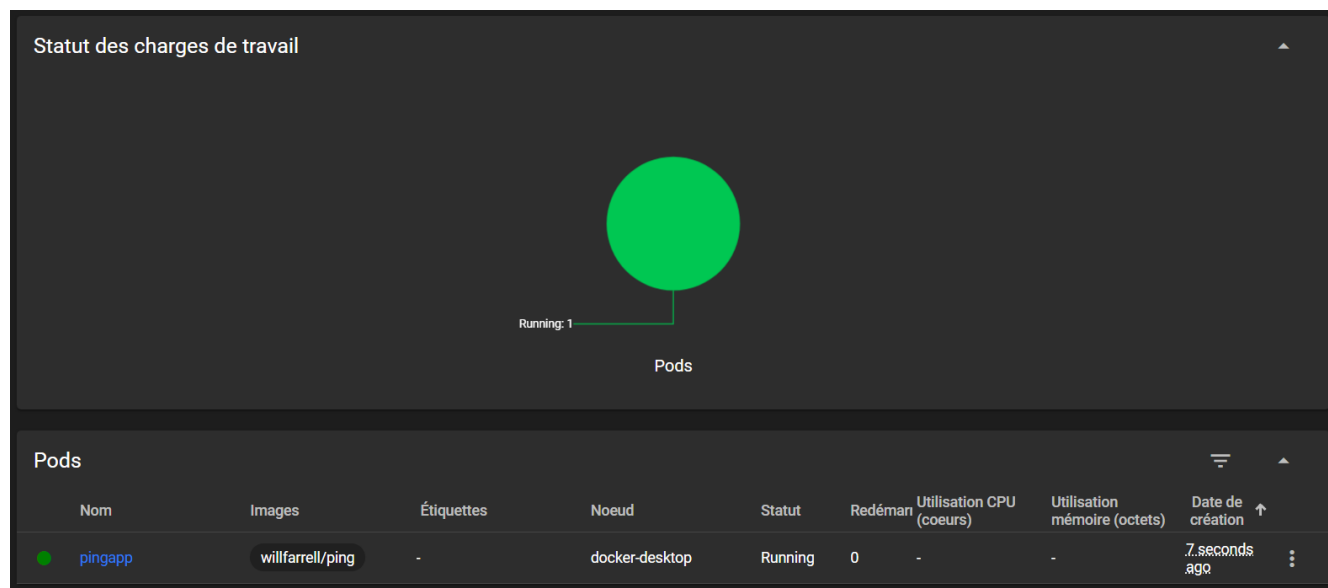 Statut des charges de travail
Running: 1
Pods
Pods
Nom Images Étiquettes Noeud Statut Redémarr Utilisation CPU (coeurs) Utilisation mémoire (octets) Date de création
pingapp willfarrell/ping - docker-desktop Running 0 - - 7 seconds ago